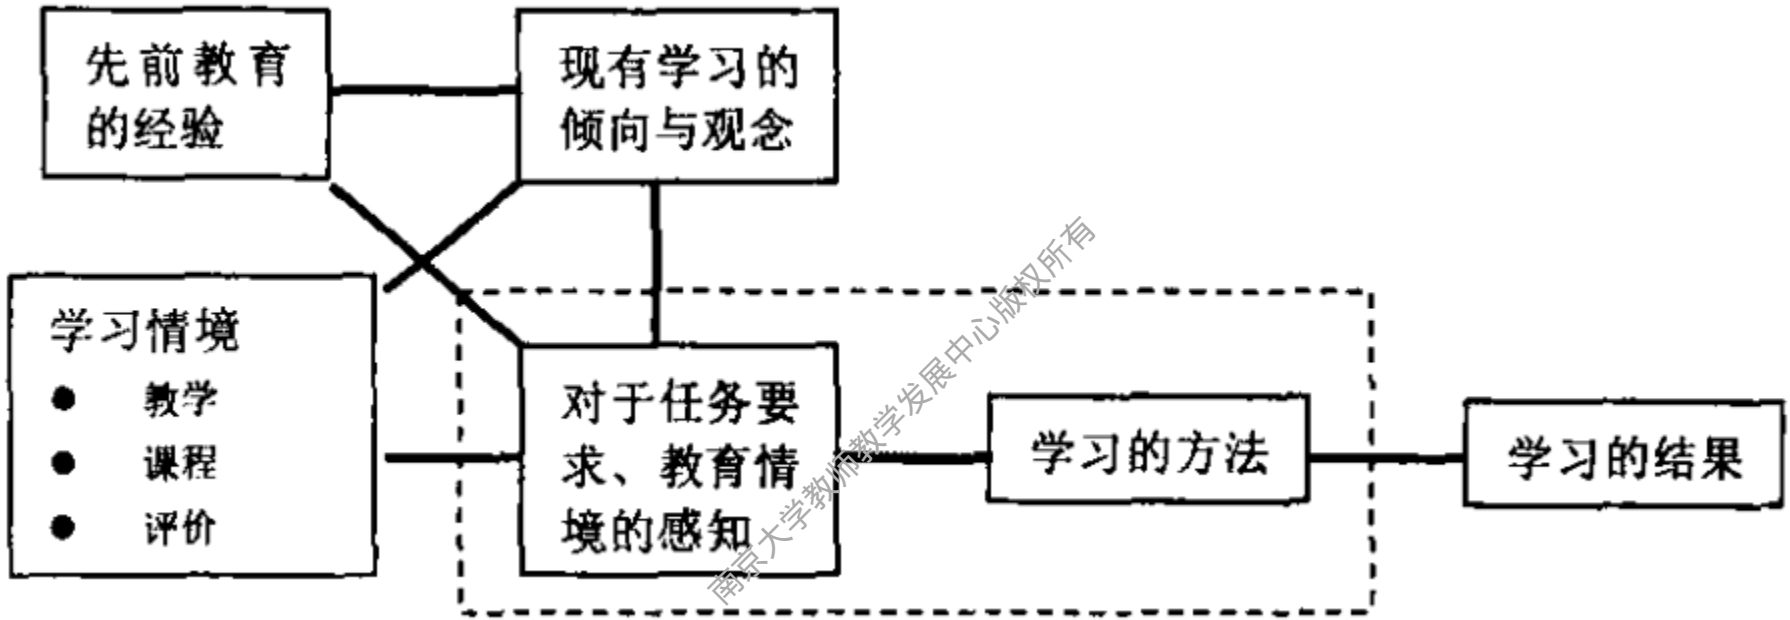 先前教育
的经验
现有学习的
倾向与观念
学习情境
● 教学
● 课程
● 评价
对于任务要
求、教育情
境的感知
学习的方法
学习的结果
南京大学教师教学发展中心版权所有